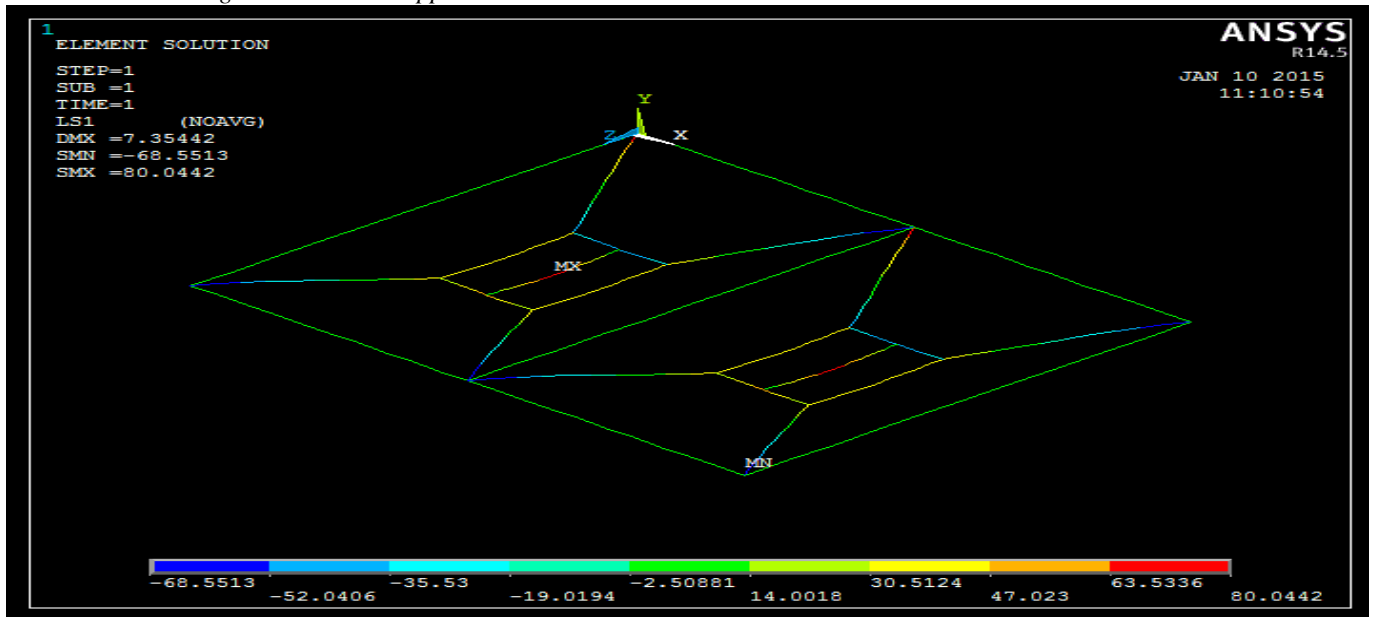 1
ELEMENT SOLUTION
STEP=1
SUB =1
TIME=1
LS1 (NOAVG)
DMX =7.35442
SMN =-68.5513
SMX =80.0442
ANSYS
R14.5
JAN 10 2015
11:10:54
Y
Z X
MX
MN
-68.5513 -35.53 -2.50881 30.5124 63.5336
-52.0406 -19.0194 14.0018 47.023 80.0442